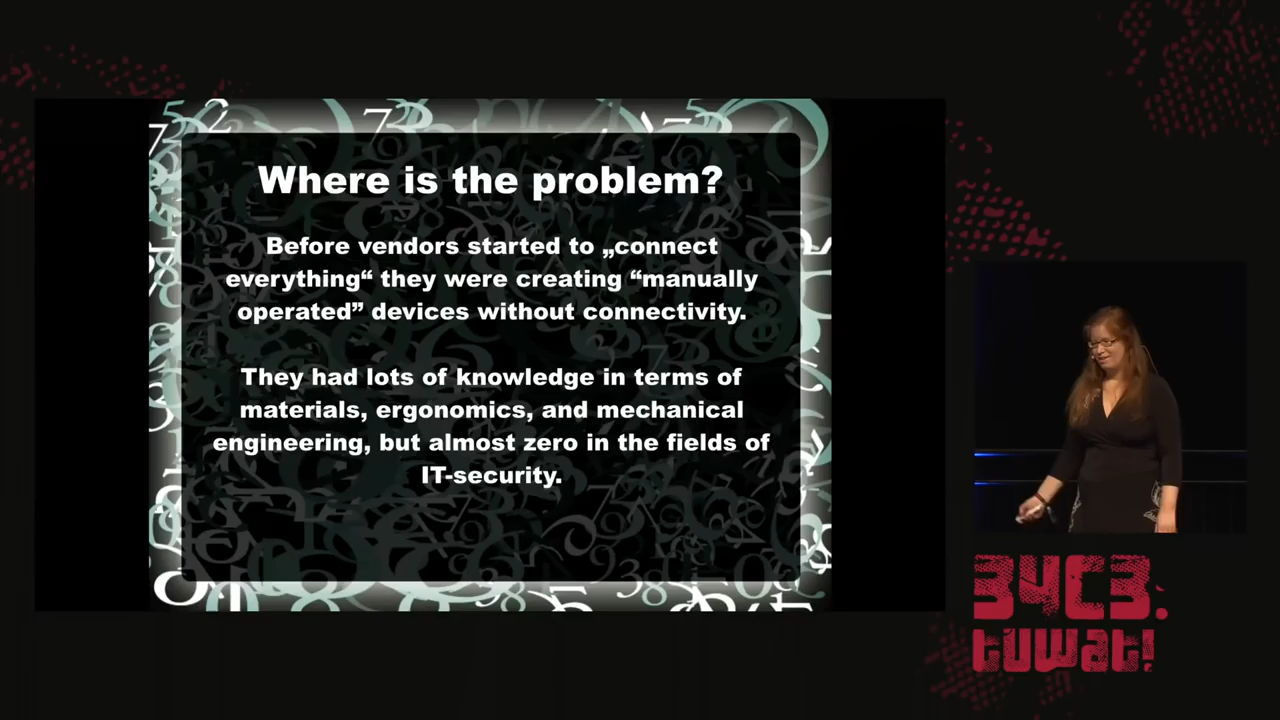 Where is the problem?
Before vendors started to „connect
everything“ they were creating “manually
operated” devices without connectivity.
They had lots of knowledge in terms of
materials, ergonomics, and mechanical
engineering, but almost zero in the fields of
IT-security.
34C3.
tuwat!